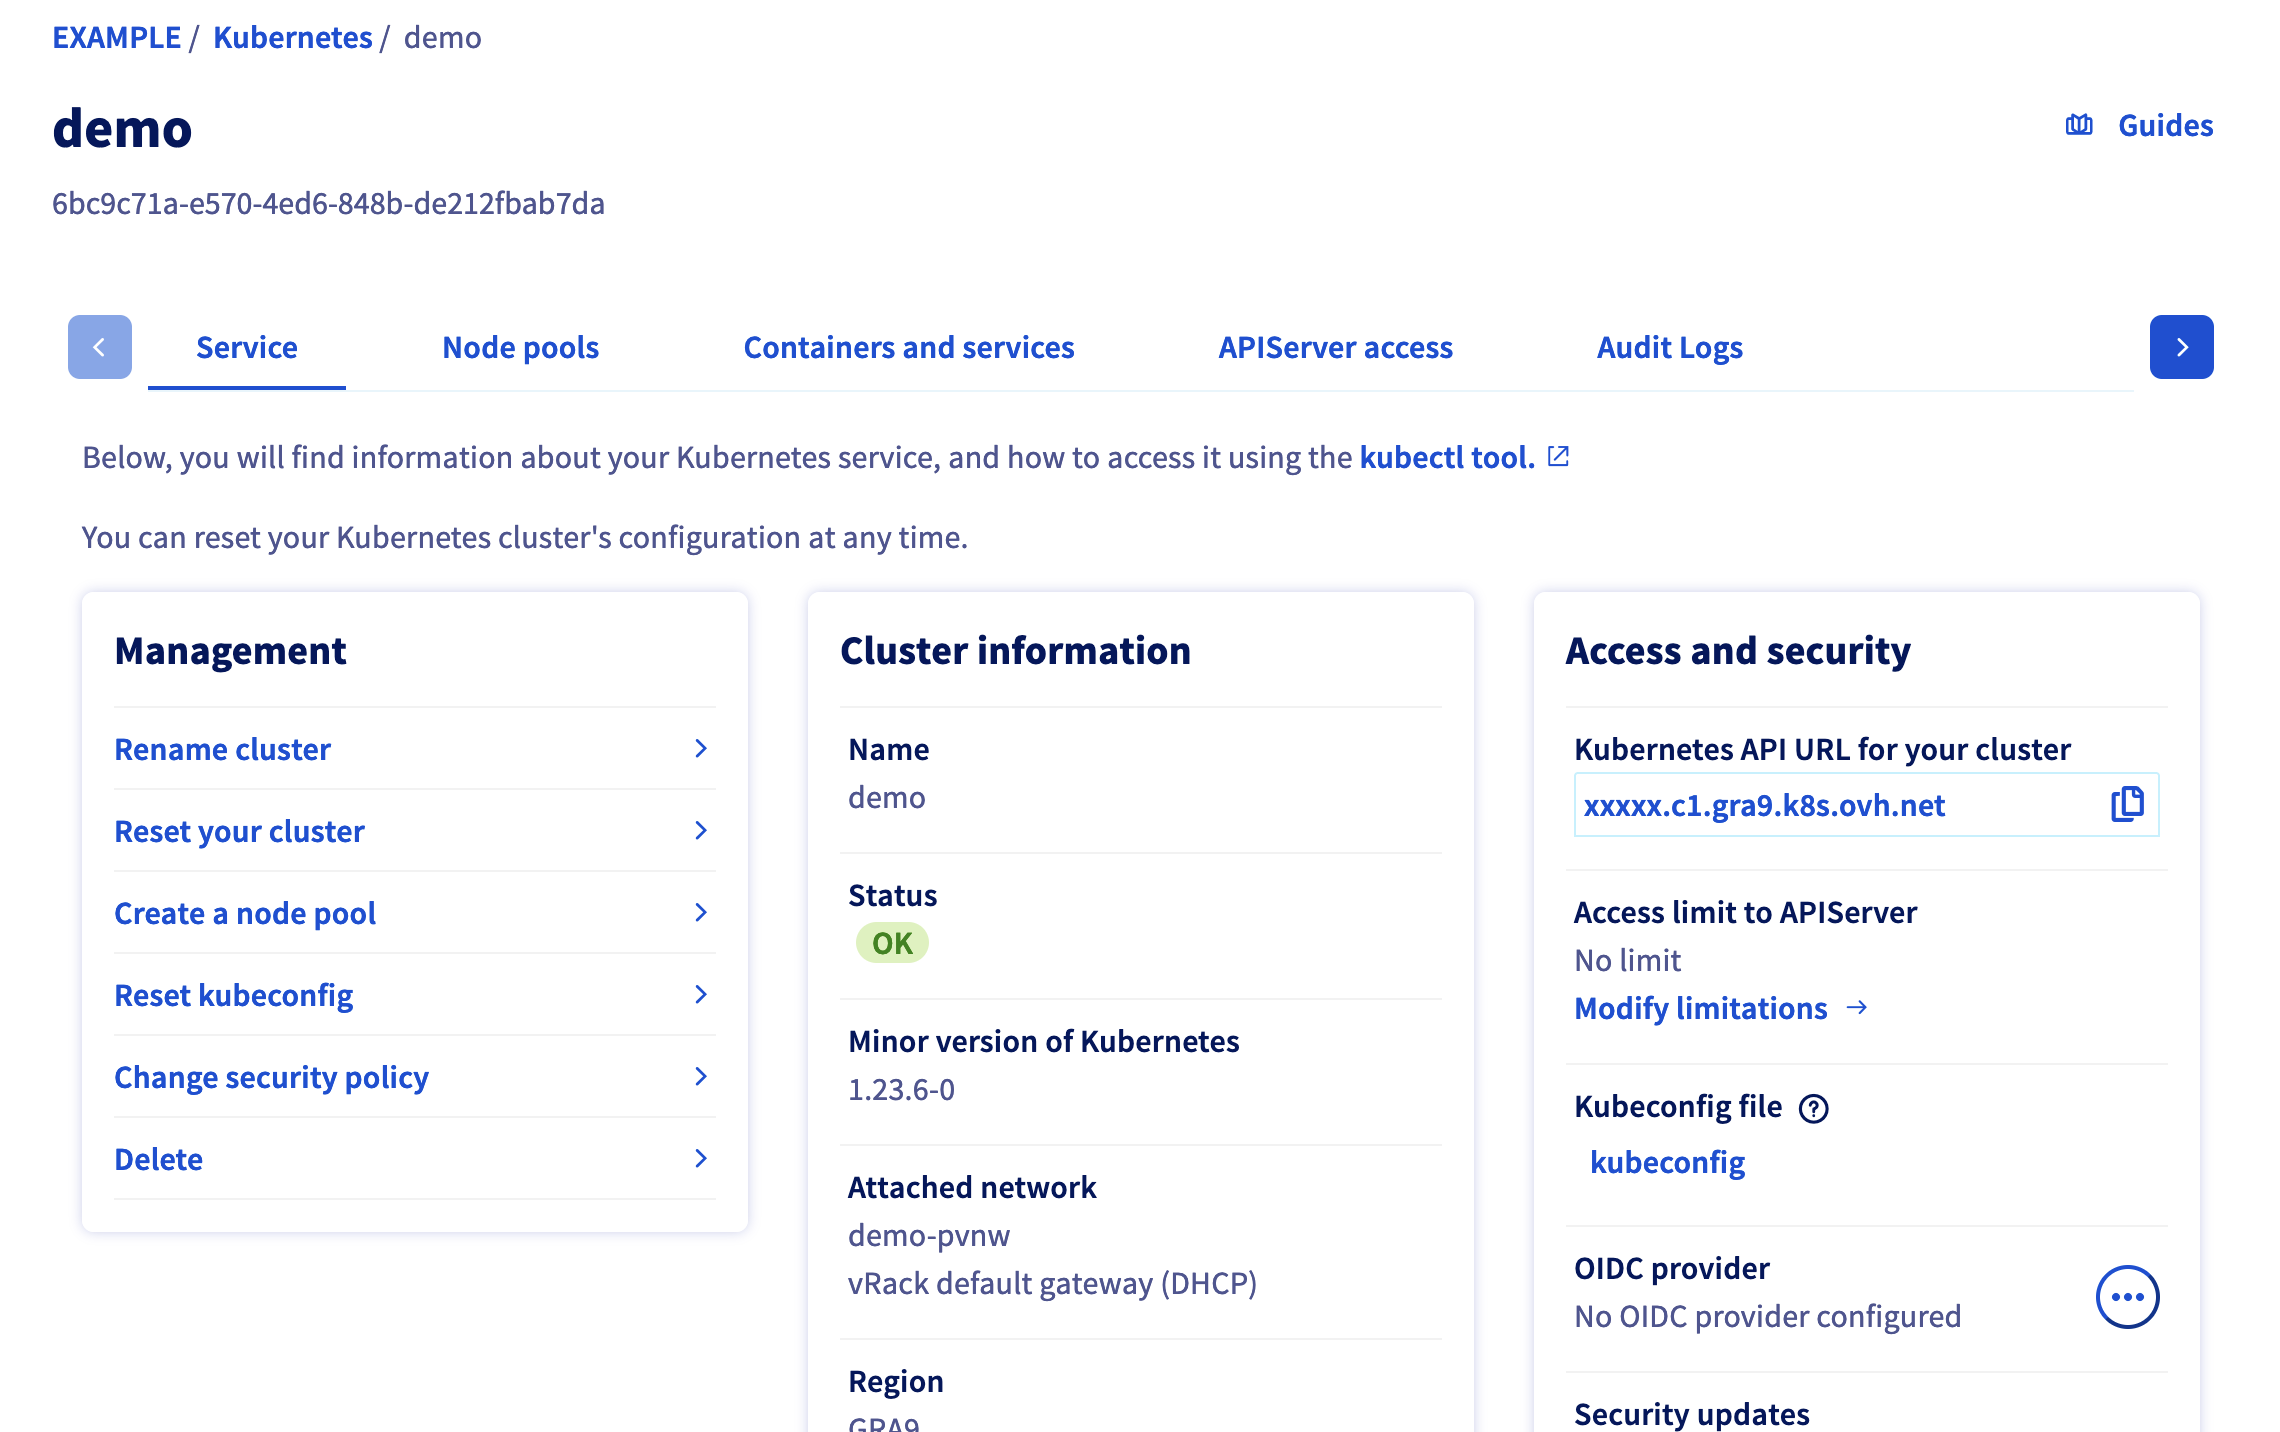 EXAMPLE / Kubernetes / demo
demo
Guides
6bc9c71a-e570-4ed6-848b-de212fbab7da
Service
Node pools
Containers and services
APIServer access
Audit Logs
Below, you will find information about your Kubernetes service, and how to access it using the kubectl tool.
You can reset your Kubernetes cluster's configuration at any time.
Management
Rename cluster
Reset your cluster
Create a node pool
Reset kubeconfig
Change security policy
Delete
Cluster information
Name
demo
Status
OK
Minor version of Kubernetes
1.23.6-0
Attached network
demo-pvnw
vRack default gateway (DHCP)
Region
GRA9
Access and security
Kubernetes API URL for your cluster
xxxxx.c1.gra9.k8s.ovh.net
Access limit to APIServer
No limit
Modify limitations
Kubeconfig file
kubeconfig
OIDC provider
No OIDC provider configured
Security updates